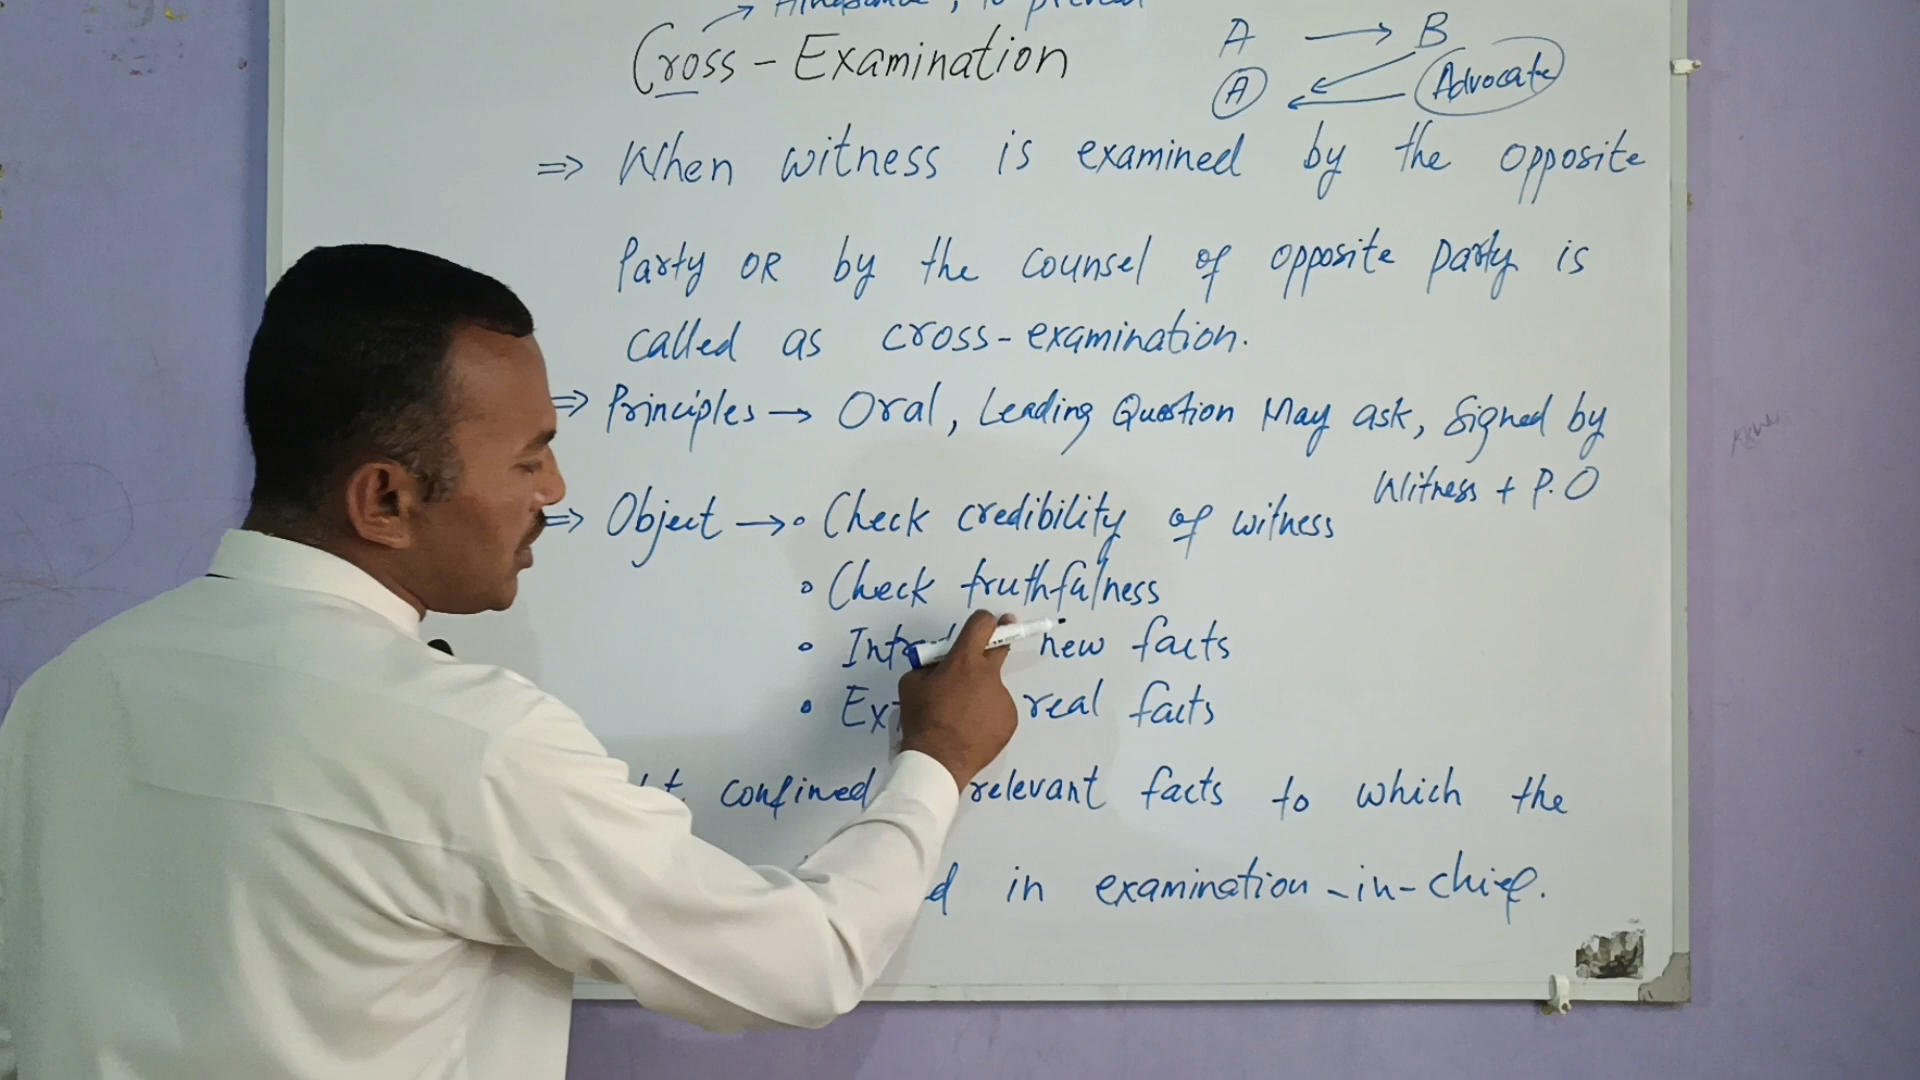 Cross - Examination
A → B
A Advocate
⇒ When witness is examined by the opposite
Party OR by the counsel of opposite party is
called as cross-examination.
⇒ Principles → Oral, Leading Question May ask, Signed by
Witness + P.O
⇒ Object → • Check credibility of witness
• Check truthfulness
• new facts
• real facts
confined relevant facts to which the
in examination-in-chief.